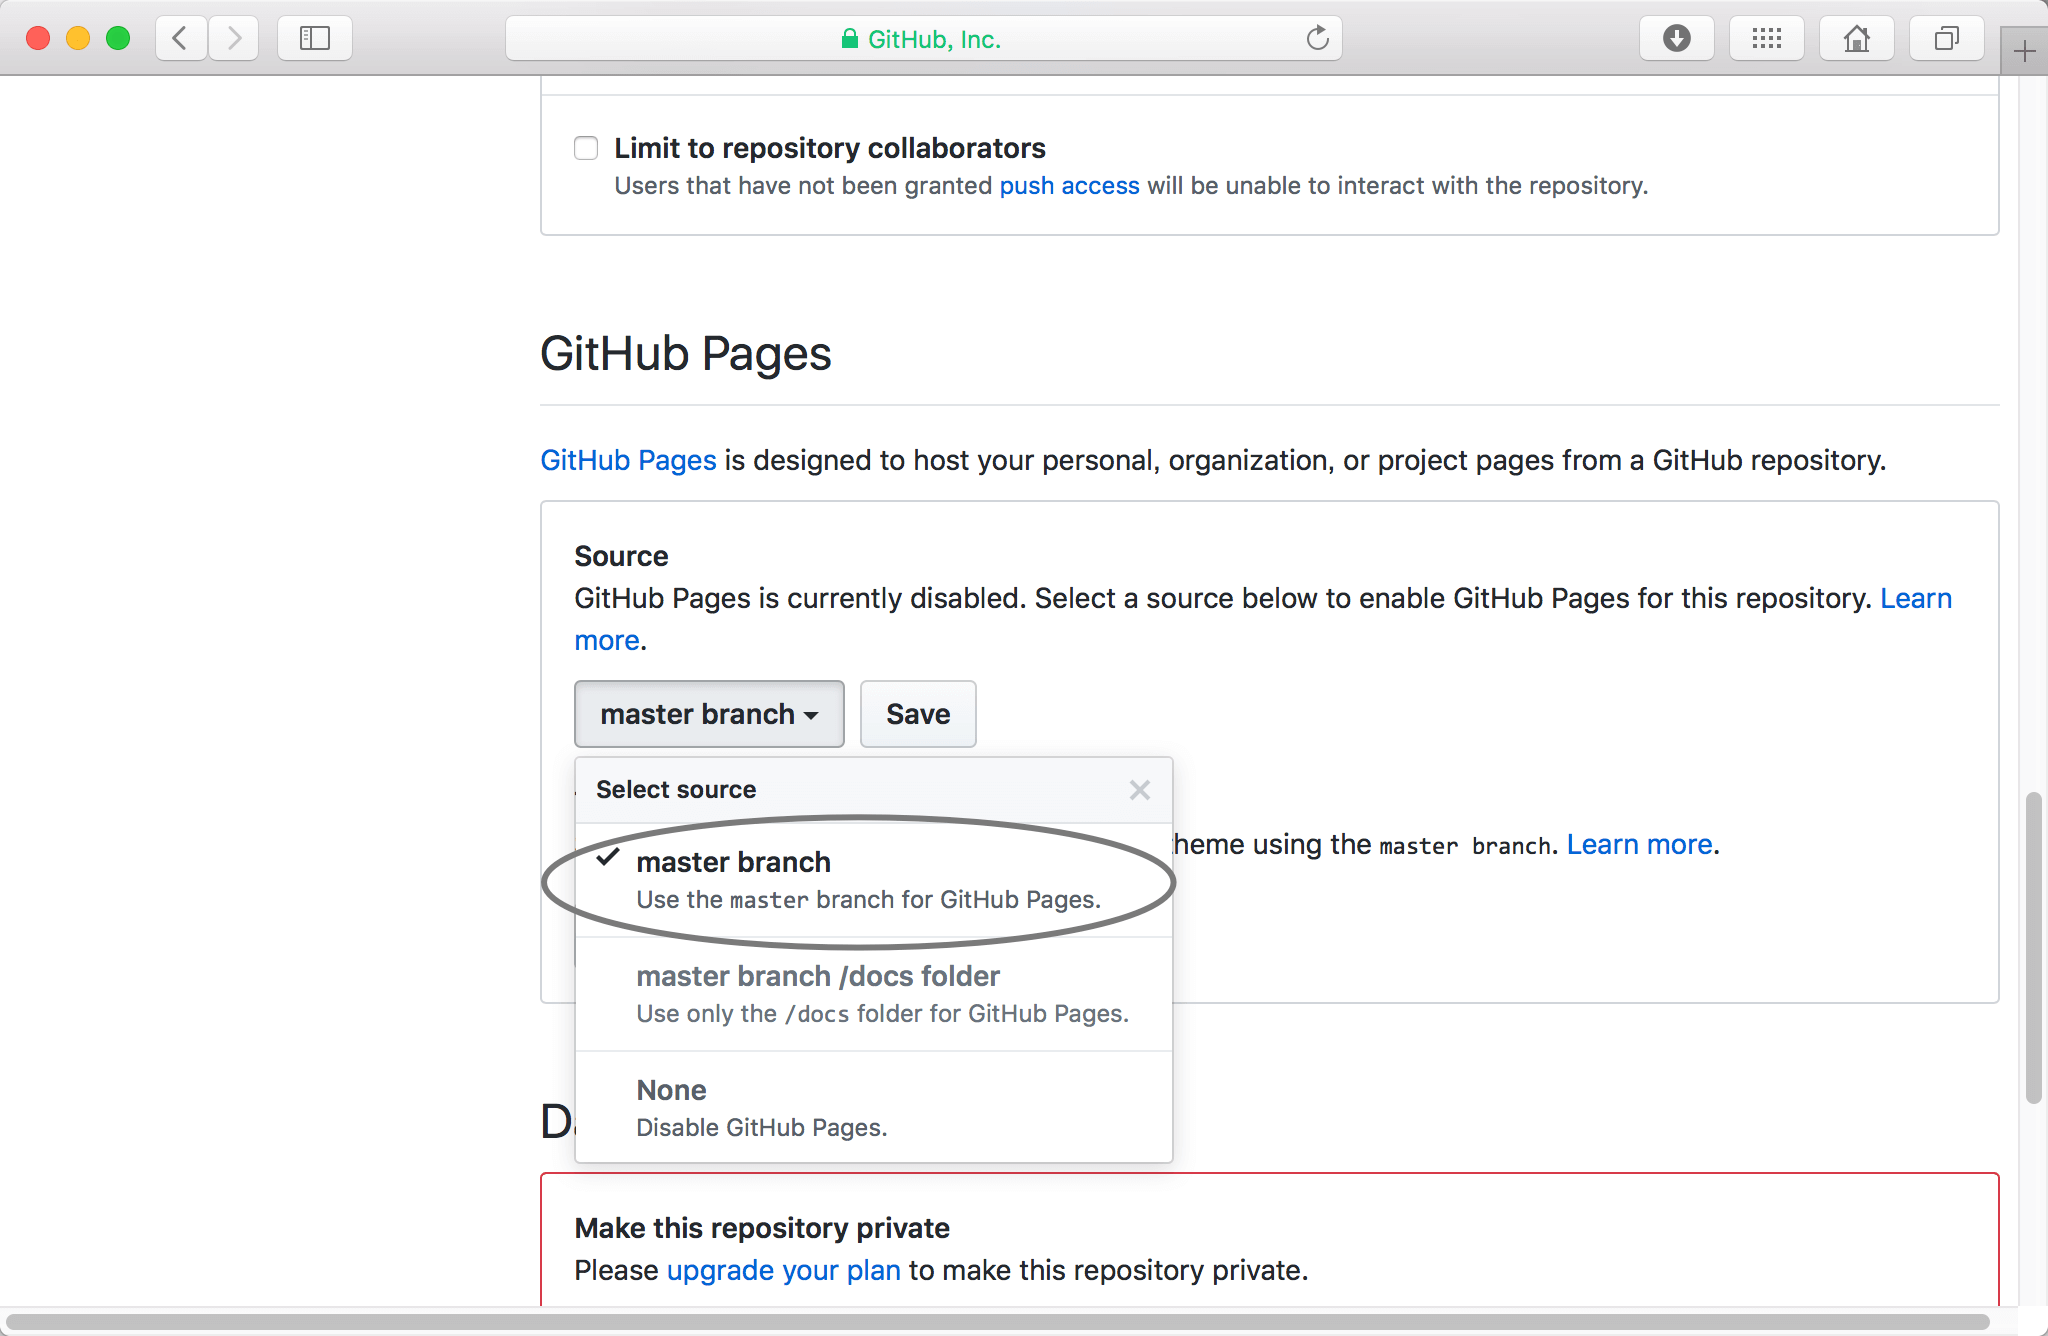 GitHub, Inc.
Limit to repository collaborators
Users that have not been granted push access will be unable to interact with the repository.
GitHub Pages
GitHub Pages is designed to host your personal, organization, or project pages from a GitHub repository.
Source
GitHub Pages is currently disabled. Select a source below to enable GitHub Pages for this repository. Learn
more.
master branch
Save
Select source
master branch
Use the master branch for GitHub Pages.
heme using the master branch. Learn more.
master branch /docs folder
Use only the /docs folder for GitHub Pages.
None
Disable GitHub Pages.
Make this repository private
Please upgrade your plan to make this repository private.